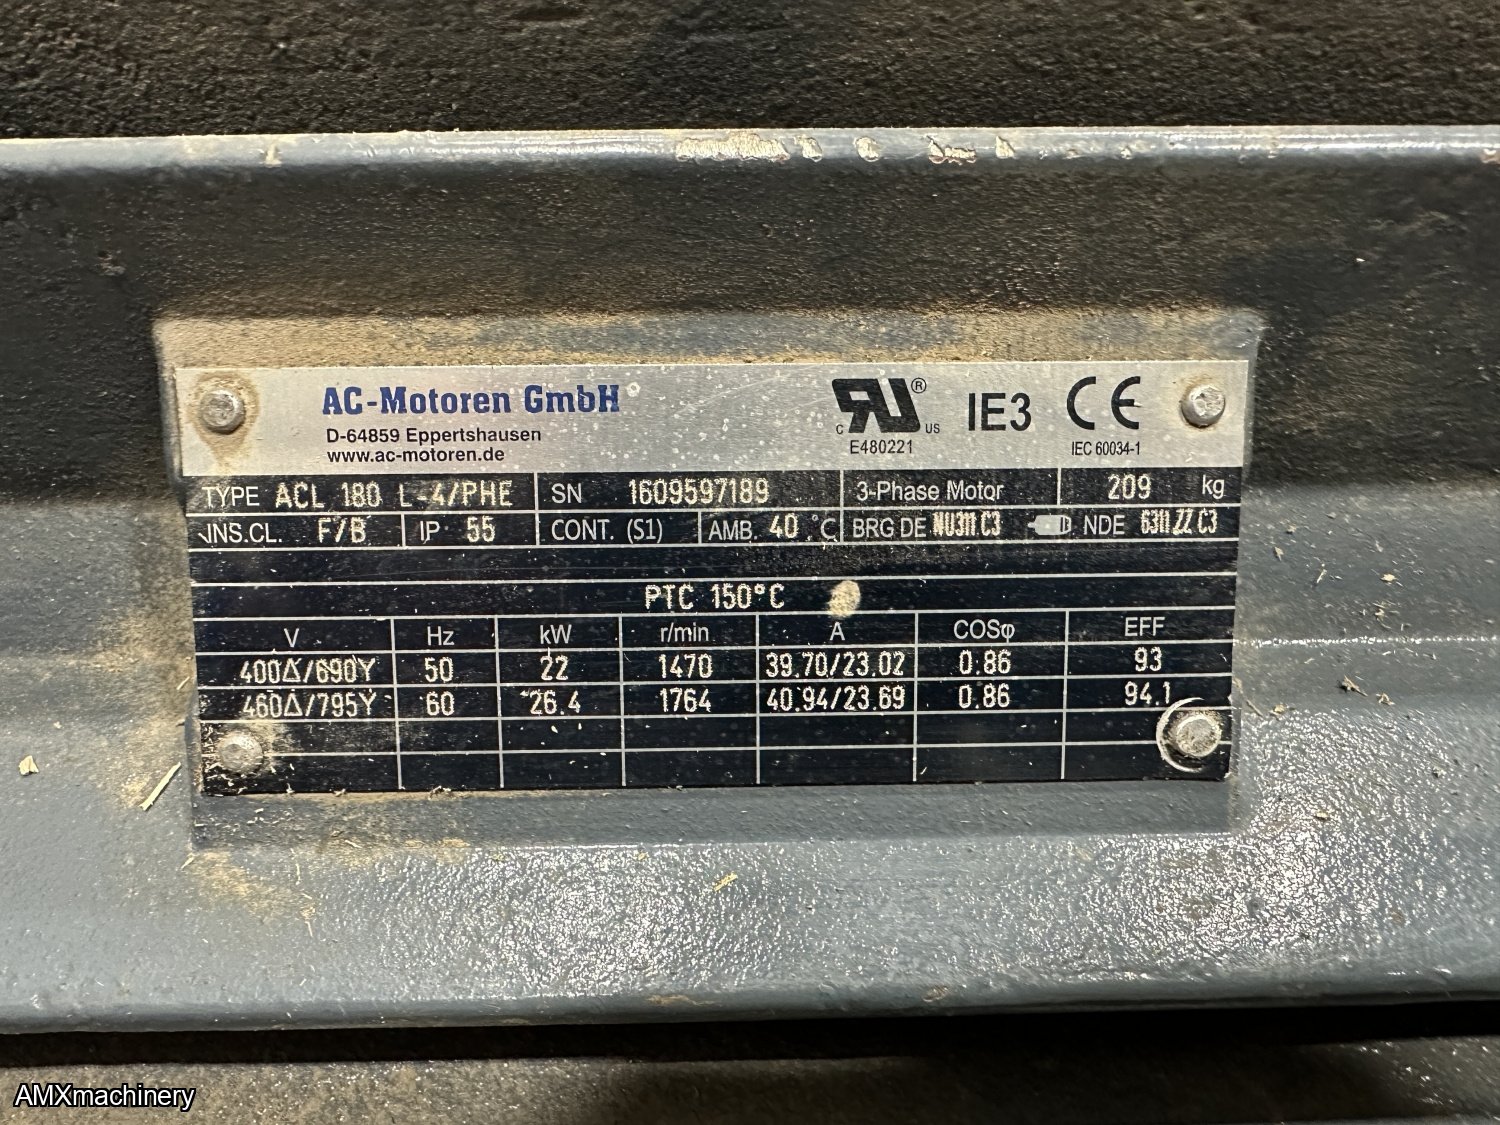 AC-Motoren GmbH
D-64859 Eppertshausen
www.ac-motoren.de
c RU ® US
E480221
IE3
CE
IEC 60034-1
TYPE ACL 180 L-4/PHE SN 1609597189 3-Phase Motor 209 kg
INS.CL. F/B IP 55 CONT. (S1) AMB. 40 °C BRG DE NU311 C3 NDE 6311 ZZ C3
PTC 150°C
V Hz kW r/min A COSφ EFF
400Δ/690Y 50 22 1470 39.70/23.02 0.86 93
460Δ/795Y 60 26.4 1764 40.94/23.69 0.86 94.1
AMXmachinery